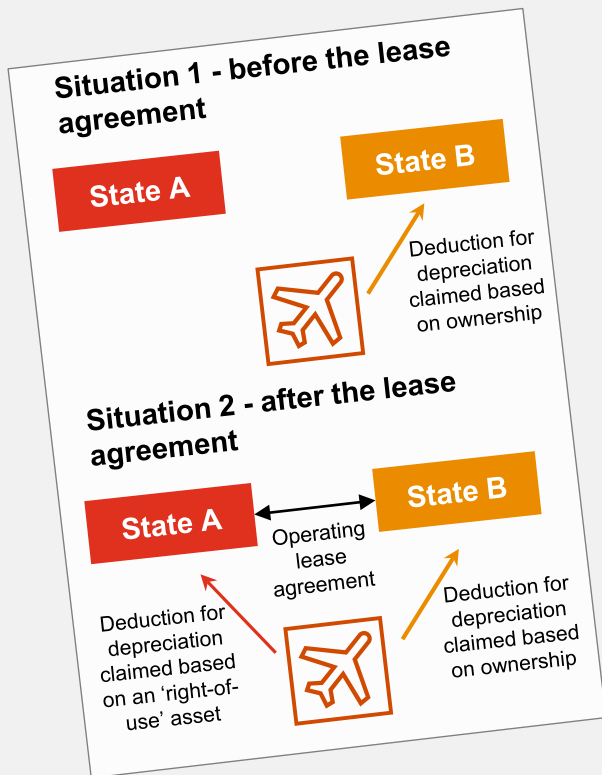 Situation 1 - before the lease
agreement
State A
State B
Deduction for
depreciation
claimed based
on ownership
Situation 2 - after the lease
agreement
State A
State B
Operating
lease
agreement
Deduction for
depreciation
claimed based
on an ‘right-of-
use’ asset
Deduction for
depreciation
claimed based
on ownership